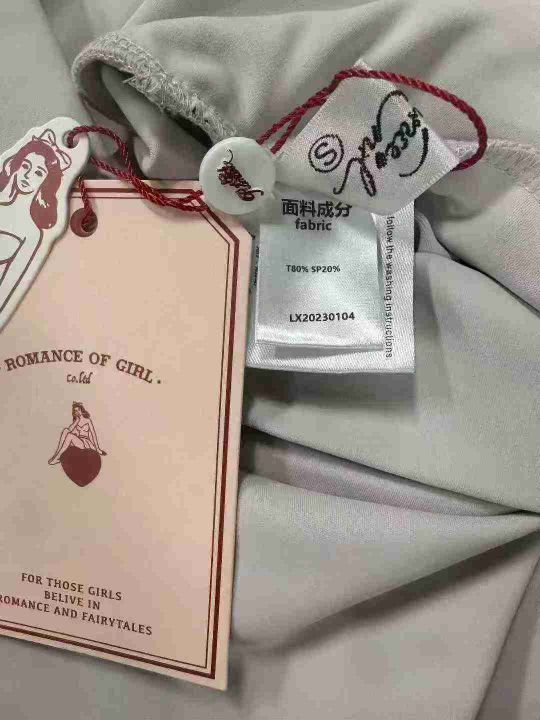 ROMANCE OF GIRL.
co.ltd
FOR THOSE GIRLS
BELIVE IN
ROMANCE AND FAIRYTALES
S
面料成分
fabric
T80% SP20%
LX20230104
follow the washing instructions